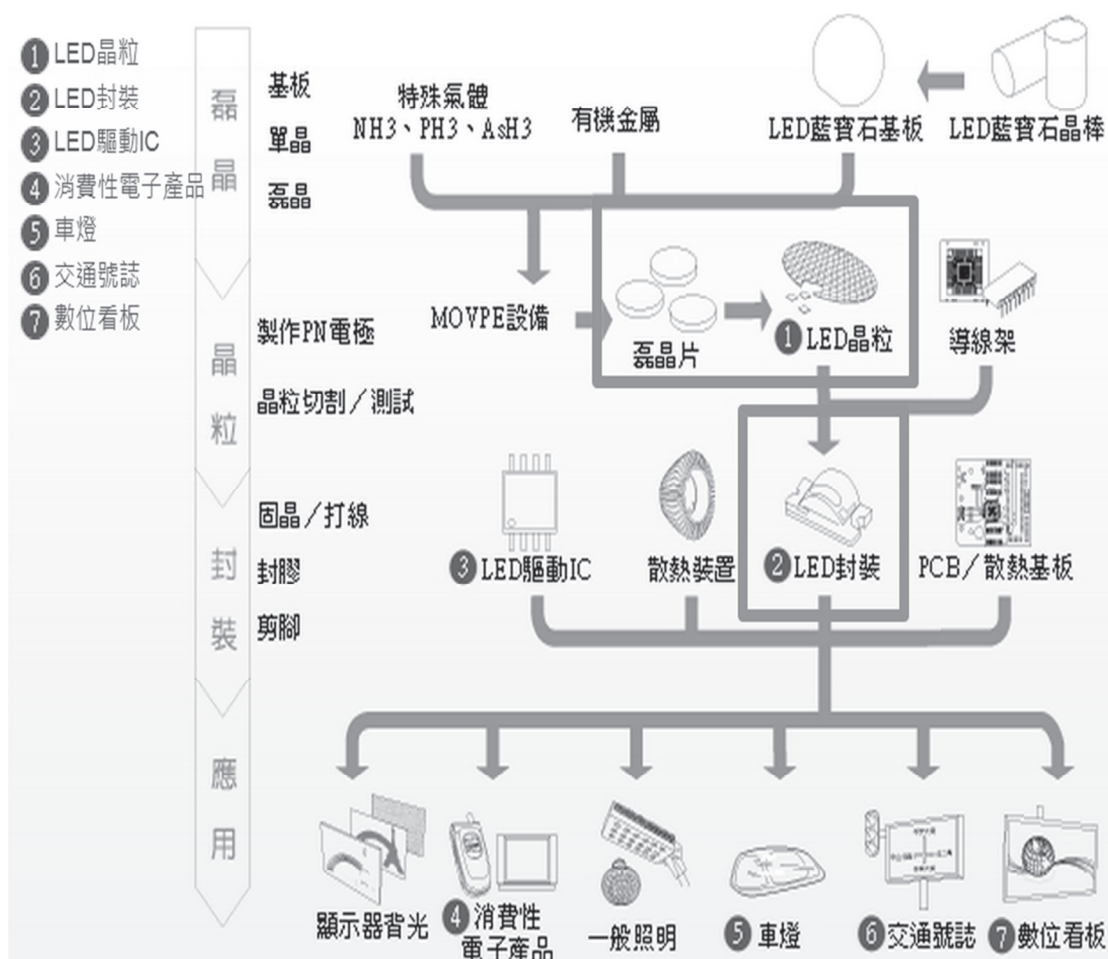 ❶ LED晶粒
❷ LED封裝
❸ LED驅動IC
❹ 消費性電子產品
❺ 車燈
❻ 交通號誌
❼ 數位看板
磊
晶
晶
粒
封
裝
應
用
基板
單晶
磊晶
製作PN電極
晶粒切割／測試
固晶／打線
封膠
剪腳
特殊氣體
NH3、PH3、AsH3
有機金屬
LED藍寶石基板
LED藍寶石晶棒
MOVPE設備
磊晶片
❶ LED晶粒
導線架
❸ LED驅動IC
散熱裝置
❷ LED封裝
PCB／散熱基板
顯示器背光
❹ 消費性
電子產品
一般照明
❺ 車燈
❻ 交通號誌
❼ 數位看板